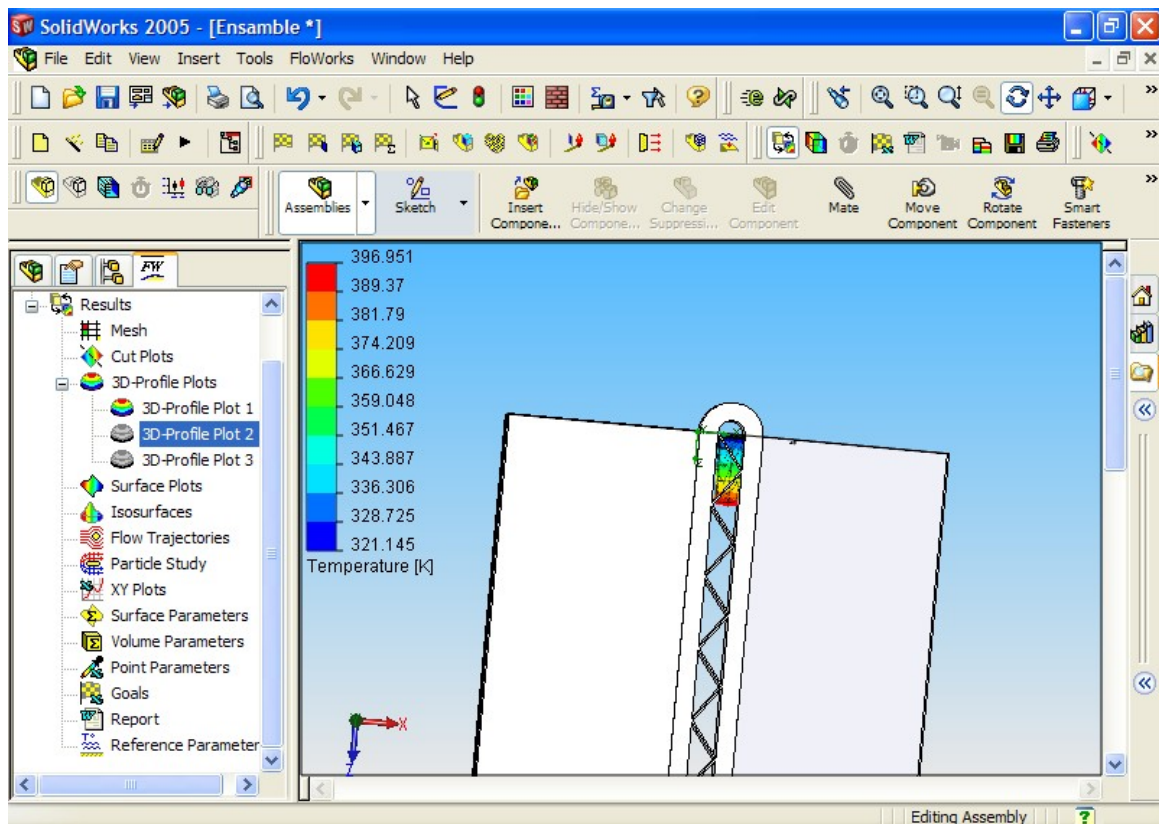 SolidWorks 2005 - [Ensamble *]
File Edit View Insert Tools FloWorks Window Help
Assemblies
Sketch
Insert Compone...
Hide/Show Compone...
Change Suppressi...
Edit Component
Mate
Move Component
Rotate Component
Smart Fasteners
FW
Results
Mesh
Cut Plots
3D-Profile Plots
3D-Profile Plot 1
3D-Profile Plot 2
3D-Profile Plot 3
Surface Plots
Isosurfaces
Flow Trajectories
Particle Study
XY Plots
Surface Parameters
Volume Parameters
Point Parameters
Goals
Report
Reference Parameter
396.951
389.37
381.79
374.209
366.629
359.048
351.467
343.887
336.306
328.725
321.145
Temperature [K]
X
Z
Editing Assembly